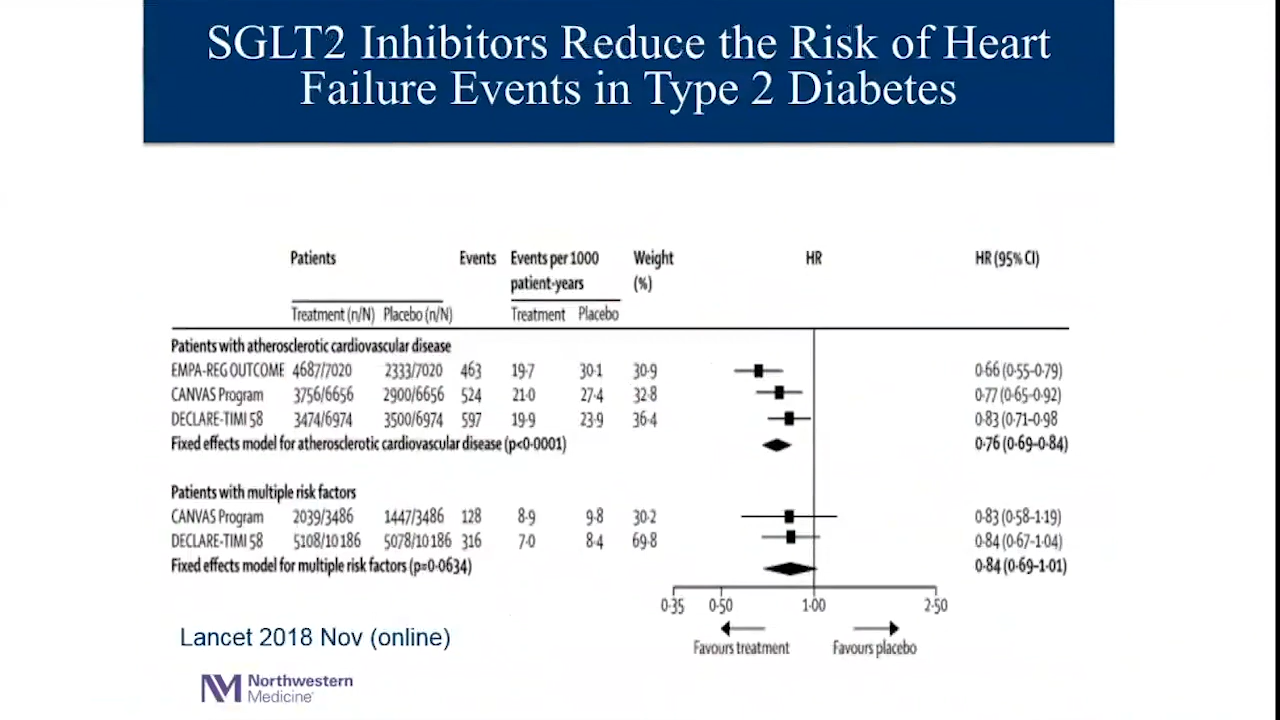 SGLT2 Inhibitors Reduce the Risk of Heart
Failure Events in Type 2 Diabetes
Patients Events Events per 1000 Weight HR HR (95% CI)
patient-years (%)
Treatment (n/N) Placebo (n/N) Treatment Placebo
Patients with atherosclerotic cardiovascular disease
EMPA-REG OUTCOME 4687/7020 2333/7020 463 19·7 30·1 30·9 0·66 (0·55–0·79)
CANVAS Program 3756/6656 2900/6656 524 21·0 27·4 32·8 0·77 (0·65–0·92)
DECLARE-TIMI 58 3474/6974 3500/6974 597 19·9 23·9 36·4 0·83 (0·71–0·98
Fixed effects model for atherosclerotic cardiovascular disease (p<0·0001) 0·76 (0·69–0·84)
Patients with multiple risk factors
CANVAS Program 2039/3486 1447/3486 128 8·9 9·8 30·2 0·83 (0·58–1·19)
DECLARE-TIMI 58 5108/10 186 5078/10 186 316 7·0 8·4 69·8 0·84 (0·67–1·04)
Fixed effects model for multiple risk factors (p=0·0634) 0·84 (0·69–1·01)
0·35 0·50 1·00 2·50
Favours treatment Favours placebo
Lancet 2018 Nov (online)
Northwestern
Medicine